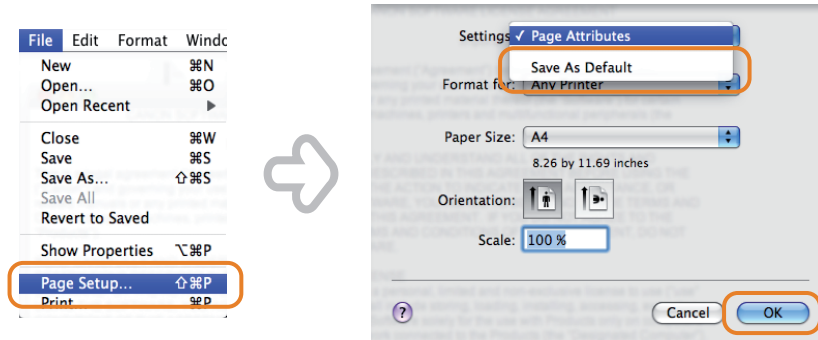 File Edit Format Windo
New ⌘N
Open... ⌘O
Open Recent ▶
Close ⌘W
Save ⌘S
Save As... ⇧⌘S
Save All
Revert to Saved
Show Properties ⌥⌘P
Page Setup... ⇧⌘P
Print... ⌘P
Settings ✓ Page Attributes
Save As Default
Format for: Any Printer
Paper Size: A4
8.26 by 11.69 inches
Orientation:
Scale: 100 %
? Cancel OK